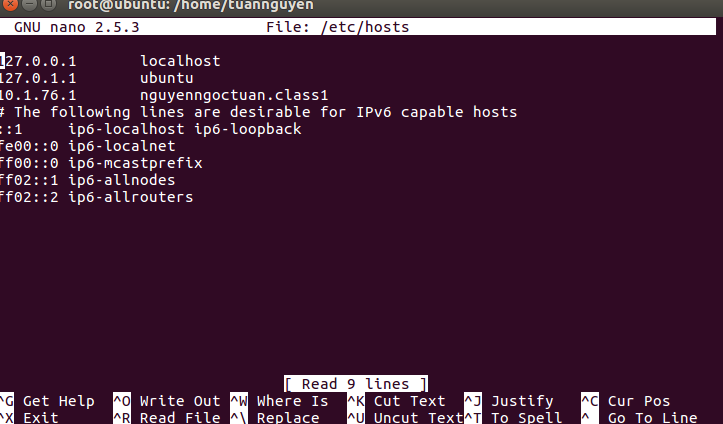 root@ubuntu: /home/tuannguyen
GNU nano 2.5.3 File: /etc/hosts
127.0.0.1 localhost
127.0.1.1 ubuntu
10.1.76.1 nguyenngoctuan.class1
# The following lines are desirable for IPv6 capable hosts
::1 ip6-localhost ip6-loopback
fe00::0 ip6-localnet
ff00::0 ip6-mcastprefix
ff02::1 ip6-allnodes
ff02::2 ip6-allrouters
[ Read 9 lines ]
^G Get Help ^O Write Out ^W Where Is ^K Cut Text ^J Justify ^C Cur Pos
^X Exit ^R Read File ^\ Replace ^U Uncut Text ^T To Spell ^_ Go To Line